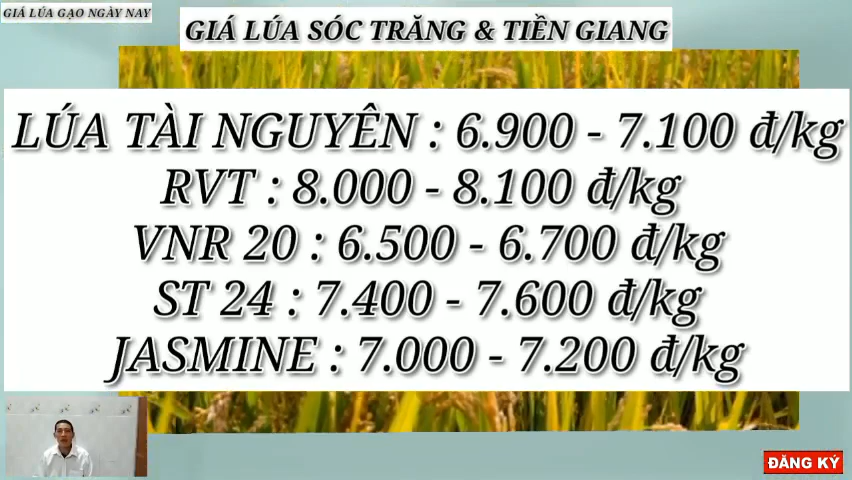 GIÁ LÚA GẠO NGÀY NAY
GIÁ LÚA SÓC TRĂNG & TIỀN GIANG
LÚA TÀI NGUYÊN : 6.900 - 7.100 đ/kg
RVT : 8.000 - 8.100 đ/kg
VNR 20 : 6.500 - 6.700 đ/kg
ST 24 : 7.400 - 7.600 đ/kg
JASMINE : 7.000 - 7.200 đ/kg
ĐĂNG KÝ